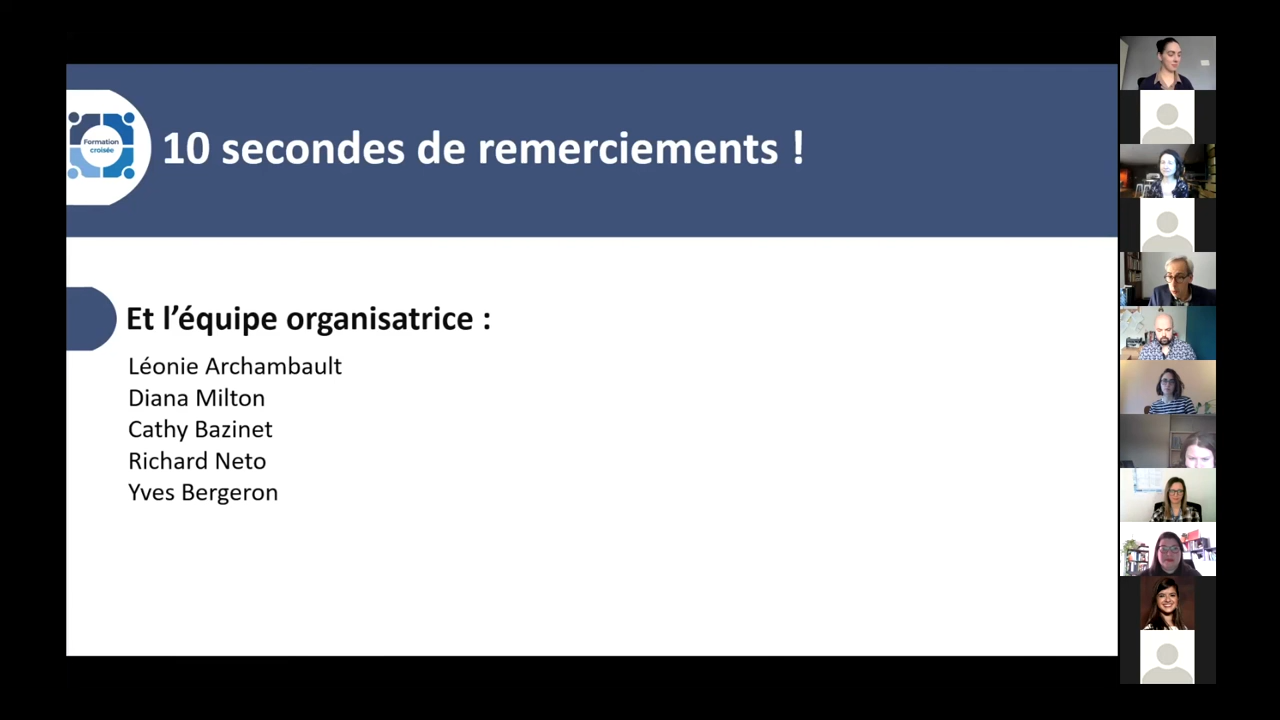 Formation
croisée
10 secondes de remerciements !
Et l’équipe organisatrice :
Léonie Archambault
Diana Milton
Cathy Bazinet
Richard Neto
Yves Bergeron